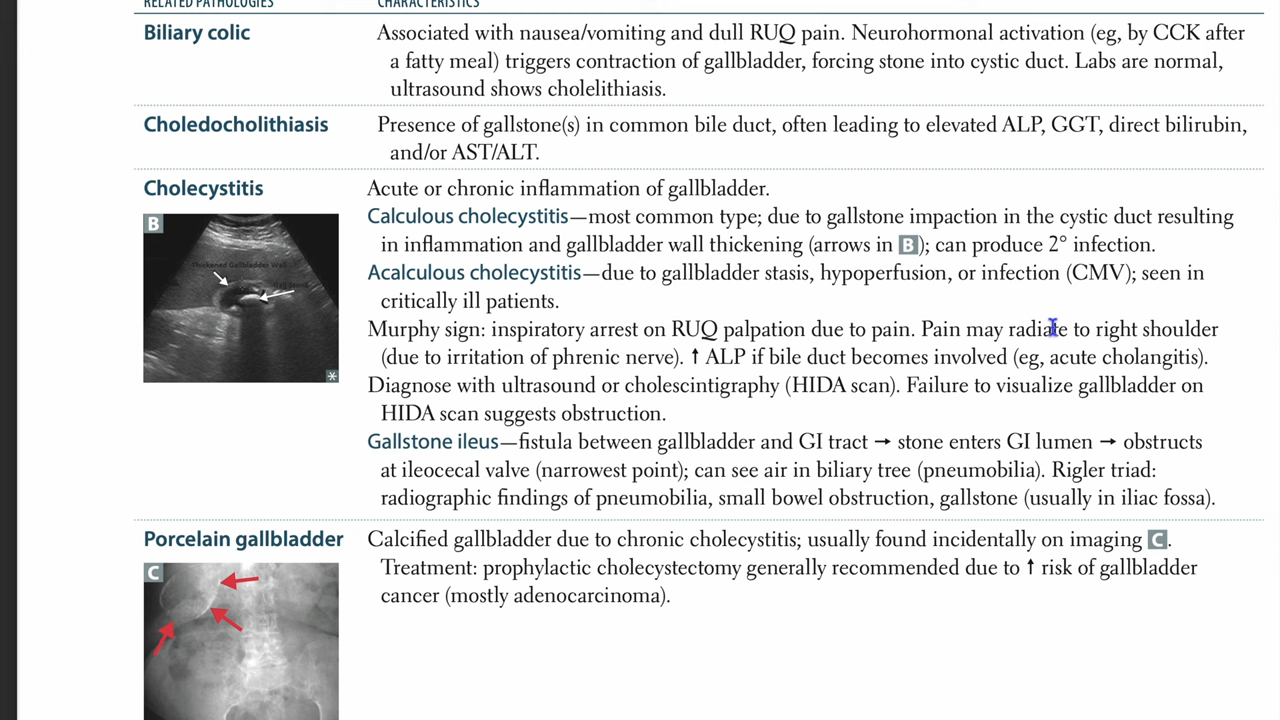 RELATED PATHOLOGIES CHARACTERISTICS
Biliary colic Associated with nausea/vomiting and dull RUQ pain. Neurohormonal activation (eg, by CCK after
a fatty meal) triggers contraction of gallbladder, forcing stone into cystic duct. Labs are normal,
ultrasound shows cholelithiasis.
Choledocholithiasis Presence of gallstone(s) in common bile duct, often leading to elevated ALP, GGT, direct bilirubin,
and/or AST/ALT.
Cholecystitis Acute or chronic inflammation of gallbladder.
B
Thickened Gallbladder Wall
*
Calculous cholecystitis—most common type; due to gallstone impaction in the cystic duct resulting
in inflammation and gallbladder wall thickening (arrows in B); can produce 2° infection.
Acalculous cholecystitis—due to gallbladder stasis, hypoperfusion, or infection (CMV); seen in
critically ill patients.
Murphy sign: inspiratory arrest on RUQ palpation due to pain. Pain may radiate to right shoulder
(due to irritation of phrenic nerve). ↑ ALP if bile duct becomes involved (eg, acute cholangitis).
Diagnose with ultrasound or cholescintigraphy (HIDA scan). Failure to visualize gallbladder on
HIDA scan suggests obstruction.
Gallstone ileus—fistula between gallbladder and GI tract → stone enters GI lumen → obstructs
at ileocecal valve (narrowest point); can see air in biliary tree (pneumobilia). Rigler triad:
radiographic findings of pneumobilia, small bowel obstruction, gallstone (usually in iliac fossa).
Porcelain gallbladder Calcified gallbladder due to chronic cholecystitis; usually found incidentally on imaging C.
C
Treatment: prophylactic cholecystectomy generally recommended due to ↑ risk of gallbladder
cancer (mostly adenocarcinoma).